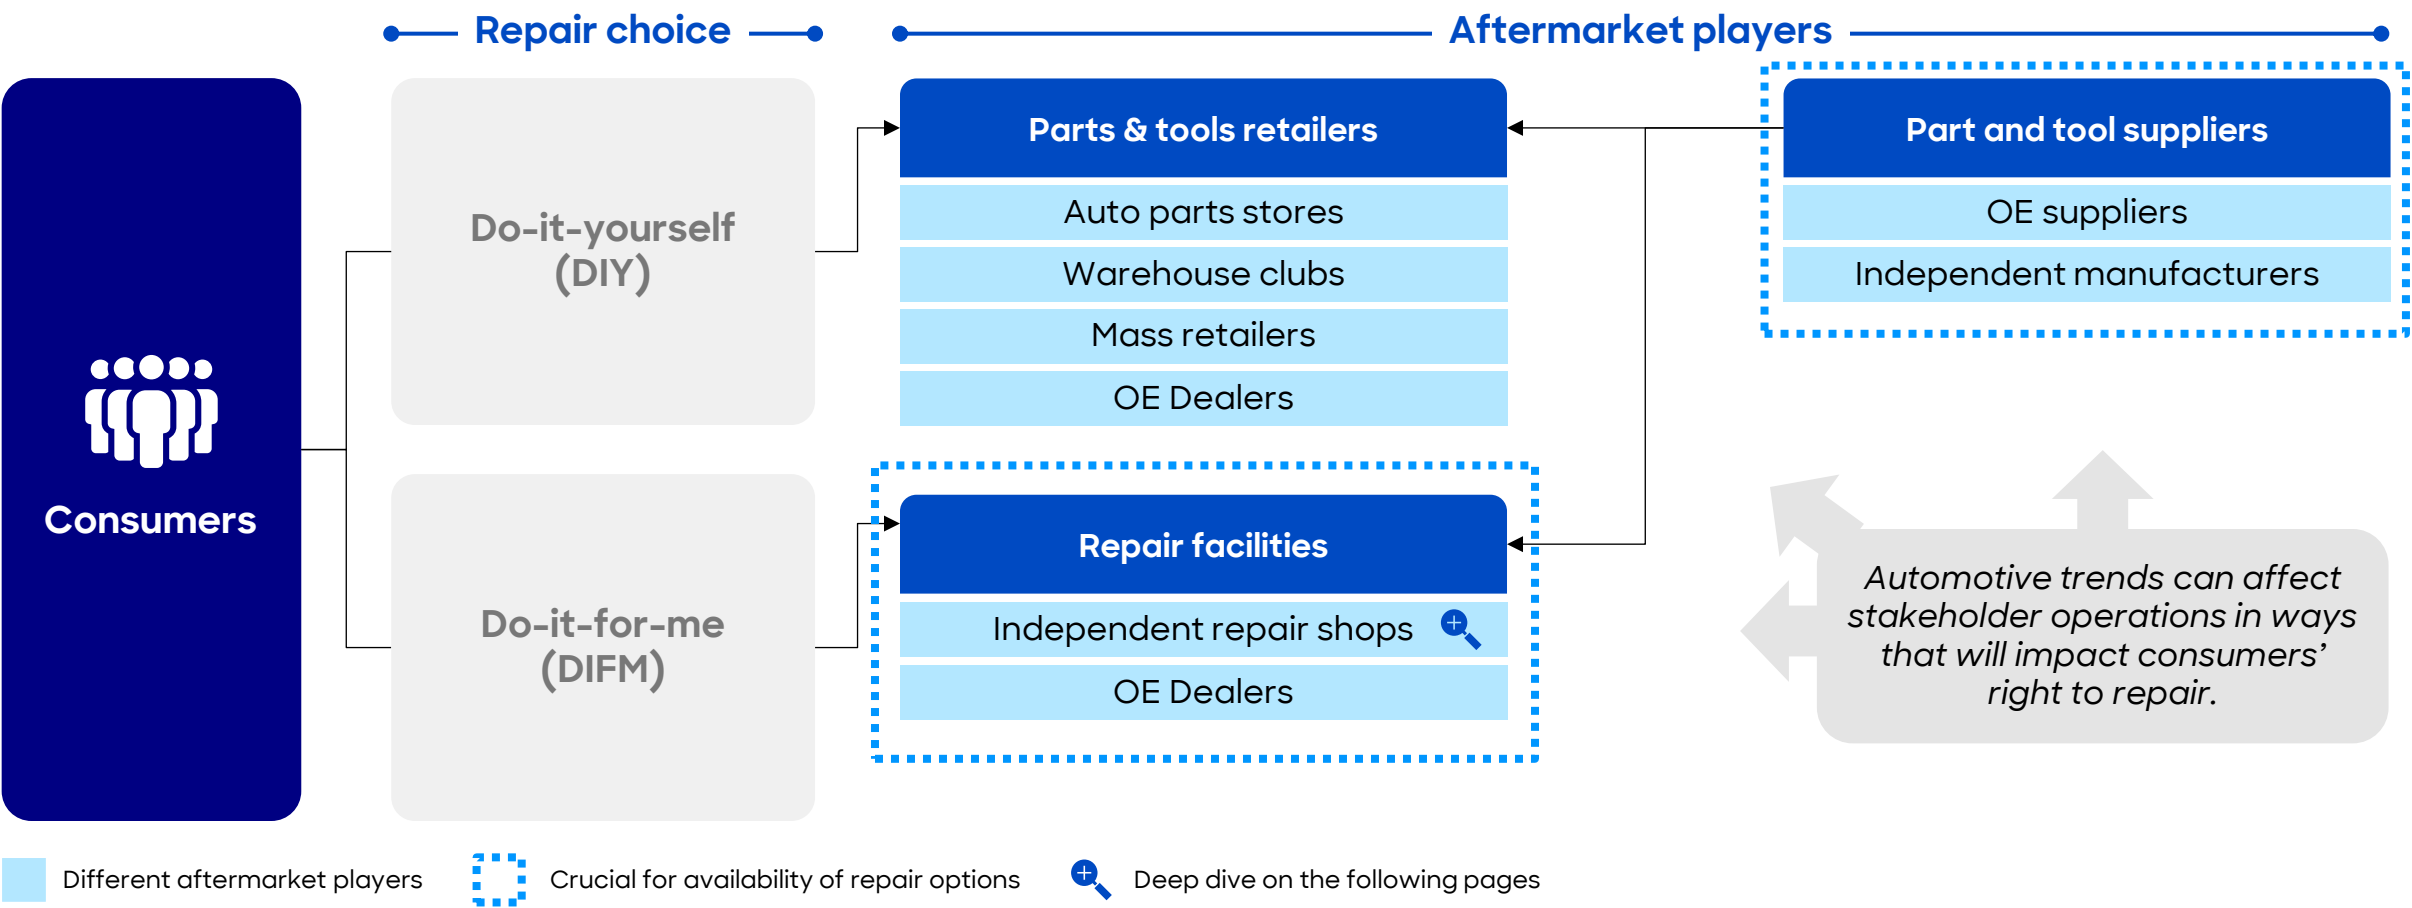 Repair choice
Aftermarket players
Consumers
Do-it-yourself
(DIY)
Do-it-for-me
(DIFM)
Parts & tools retailers
Auto parts stores
Warehouse clubs
Mass retailers
OE Dealers
Repair facilities
Independent repair shops
OE Dealers
Part and tool suppliers
OE suppliers
Independent manufacturers
Automotive trends can affect
stakeholder operations in ways
that will impact consumers’
right to repair.
Different aftermarket players
Crucial for availability of repair options
Deep dive on the following pages